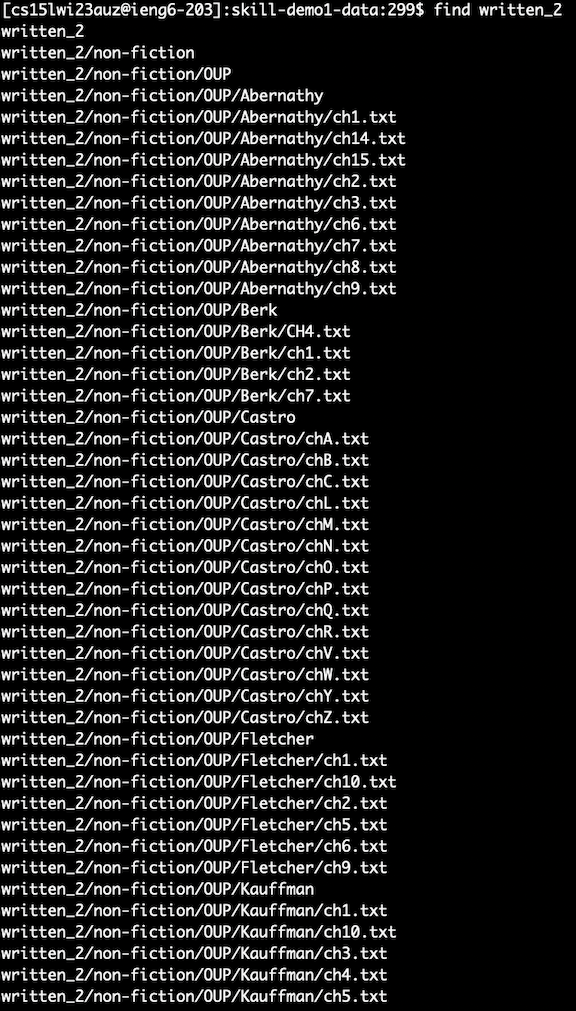 [cs15lwi23auz@ieng6-203]:skill-demo1-data:299$ find written_2
written_2
written_2/non-fiction
written_2/non-fiction/OUP
written_2/non-fiction/OUP/Abernathy
written_2/non-fiction/OUP/Abernathy/ch1.txt
written_2/non-fiction/OUP/Abernathy/ch14.txt
written_2/non-fiction/OUP/Abernathy/ch15.txt
written_2/non-fiction/OUP/Abernathy/ch2.txt
written_2/non-fiction/OUP/Abernathy/ch3.txt
written_2/non-fiction/OUP/Abernathy/ch6.txt
written_2/non-fiction/OUP/Abernathy/ch7.txt
written_2/non-fiction/OUP/Abernathy/ch8.txt
written_2/non-fiction/OUP/Abernathy/ch9.txt
written_2/non-fiction/OUP/Berk
written_2/non-fiction/OUP/Berk/CH4.txt
written_2/non-fiction/OUP/Berk/ch1.txt
written_2/non-fiction/OUP/Berk/ch2.txt
written_2/non-fiction/OUP/Berk/ch7.txt
written_2/non-fiction/OUP/Castro
written_2/non-fiction/OUP/Castro/chA.txt
written_2/non-fiction/OUP/Castro/chB.txt
written_2/non-fiction/OUP/Castro/chC.txt
written_2/non-fiction/OUP/Castro/chL.txt
written_2/non-fiction/OUP/Castro/chM.txt
written_2/non-fiction/OUP/Castro/chN.txt
written_2/non-fiction/OUP/Castro/chO.txt
written_2/non-fiction/OUP/Castro/chP.txt
written_2/non-fiction/OUP/Castro/chQ.txt
written_2/non-fiction/OUP/Castro/chR.txt
written_2/non-fiction/OUP/Castro/chV.txt
written_2/non-fiction/OUP/Castro/chW.txt
written_2/non-fiction/OUP/Castro/chY.txt
written_2/non-fiction/OUP/Castro/chZ.txt
written_2/non-fiction/OUP/Fletcher
written_2/non-fiction/OUP/Fletcher/ch1.txt
written_2/non-fiction/OUP/Fletcher/ch10.txt
written_2/non-fiction/OUP/Fletcher/ch2.txt
written_2/non-fiction/OUP/Fletcher/ch5.txt
written_2/non-fiction/OUP/Fletcher/ch6.txt
written_2/non-fiction/OUP/Fletcher/ch9.txt
written_2/non-fiction/OUP/Kauffman
written_2/non-fiction/OUP/Kauffman/ch1.txt
written_2/non-fiction/OUP/Kauffman/ch10.txt
written_2/non-fiction/OUP/Kauffman/ch3.txt
written_2/non-fiction/OUP/Kauffman/ch4.txt
written_2/non-fiction/OUP/Kauffman/ch5.txt